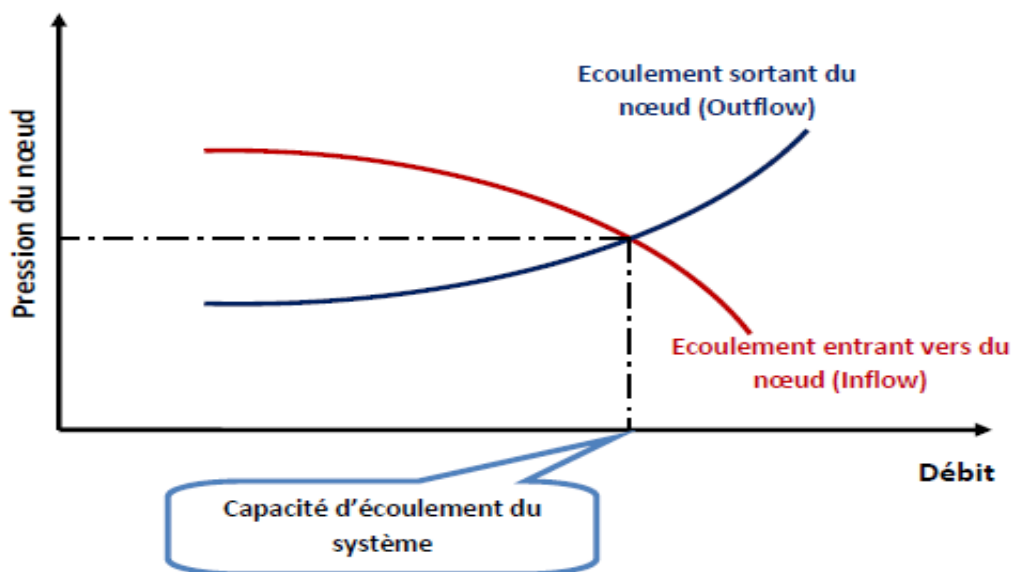 Pression du nœud
Ecoulement sortant du
nœud (Outflow)
Ecoulement entrant vers du
nœud (Inflow)
Débit
Capacité d'écoulement du
système